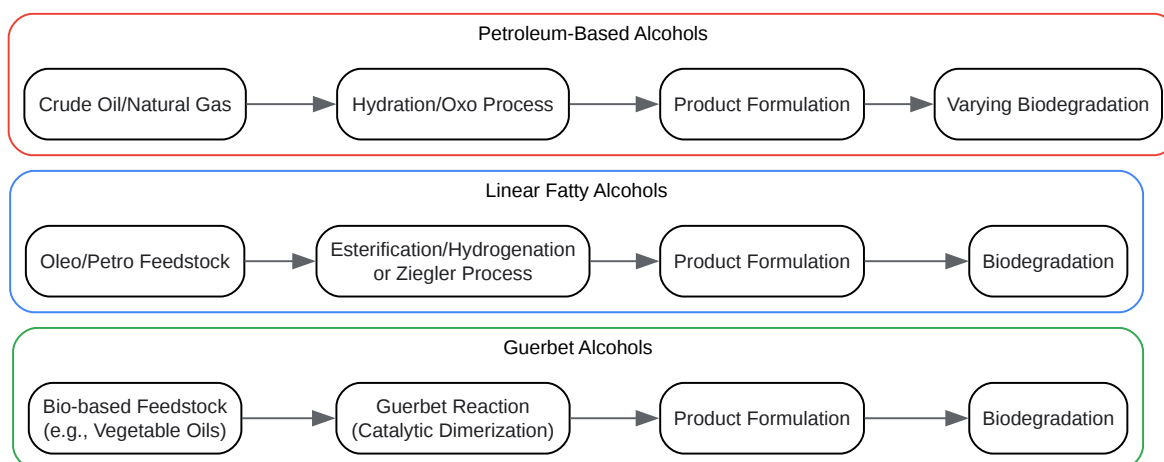 Petroleum-Based Alcohols
Crude Oil/Natural Gas
Hydration/Oxo Process
Product Formulation
Varying Biodegradation
Linear Fatty Alcohols
Oleo/Petro Feedstock
Esterification/Hydrogenation
or Ziegler Process
Product Formulation
Biodegradation
Guerbet Alcohols
Bio-based Feedstock
(e.g., Vegetable Oils)
Guerbet Reaction
(Catalytic Dimerization)
Product Formulation
Biodegradation